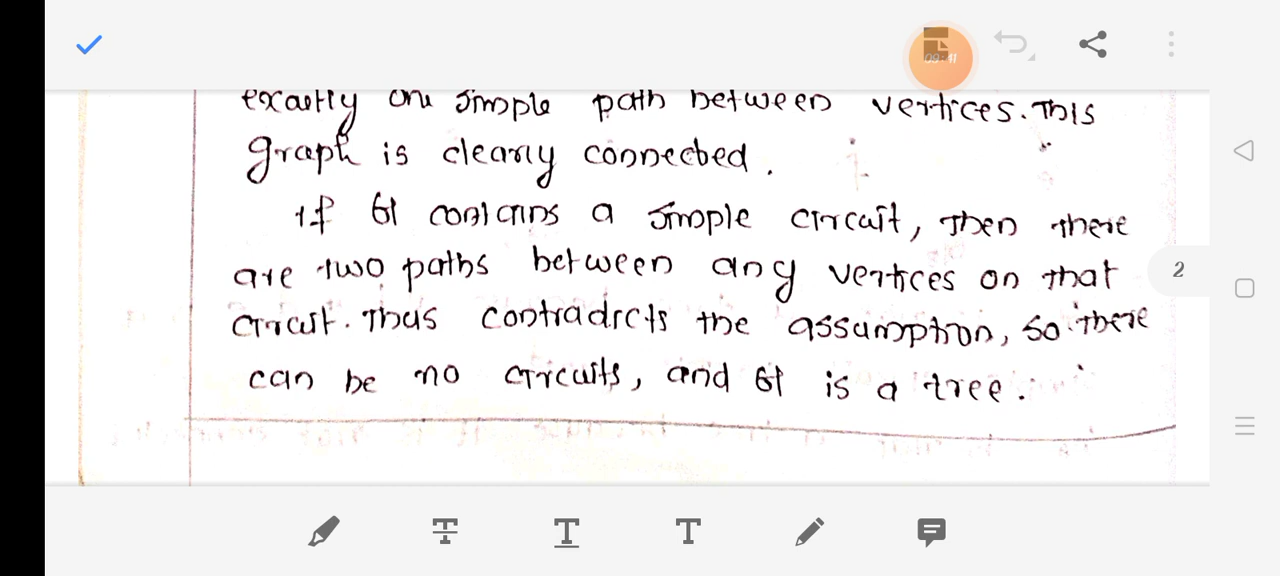 exactly one simple path between vertices. This
graph is clearly connected.
If G contains a simple circuit, Then there
are two paths between any vertices on that
circuit. Thus contradicts the assumption, so there
can be no circuits, and G is a tree.
2
T
T
T